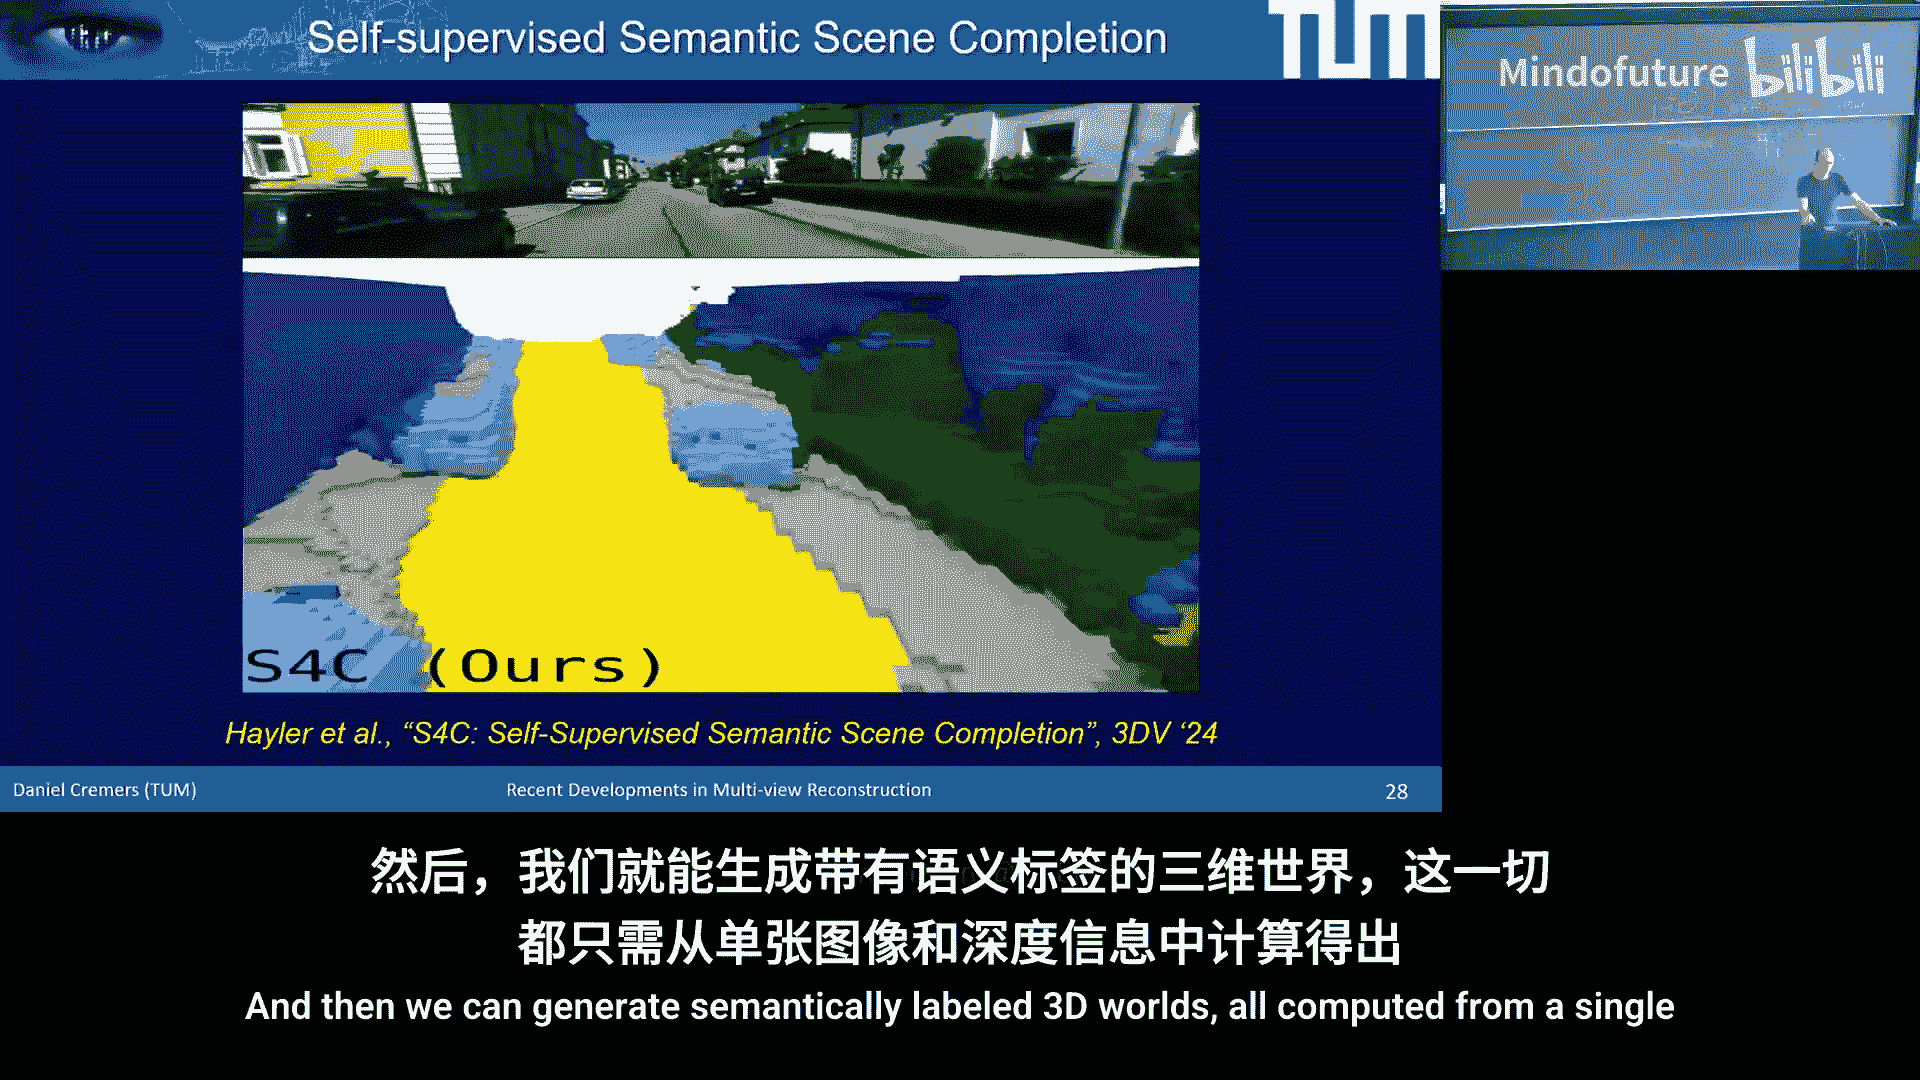 Self-supervised Semantic Scene Completion
TUM
Mindofuture bilibili
S4C (Ours)
Hayler et al., “S4C: Self-Supervised Semantic Scene Completion”, 3DV ‘24
Daniel Cremers (TUM)
Recent Developments in Multi-view Reconstruction
28
然后，我们就能生成带有语义标签的三维世界，这一切
都只需从单张图像和深度信息中计算得出
And then we can generate semantically labeled 3D worlds, all computed from a single